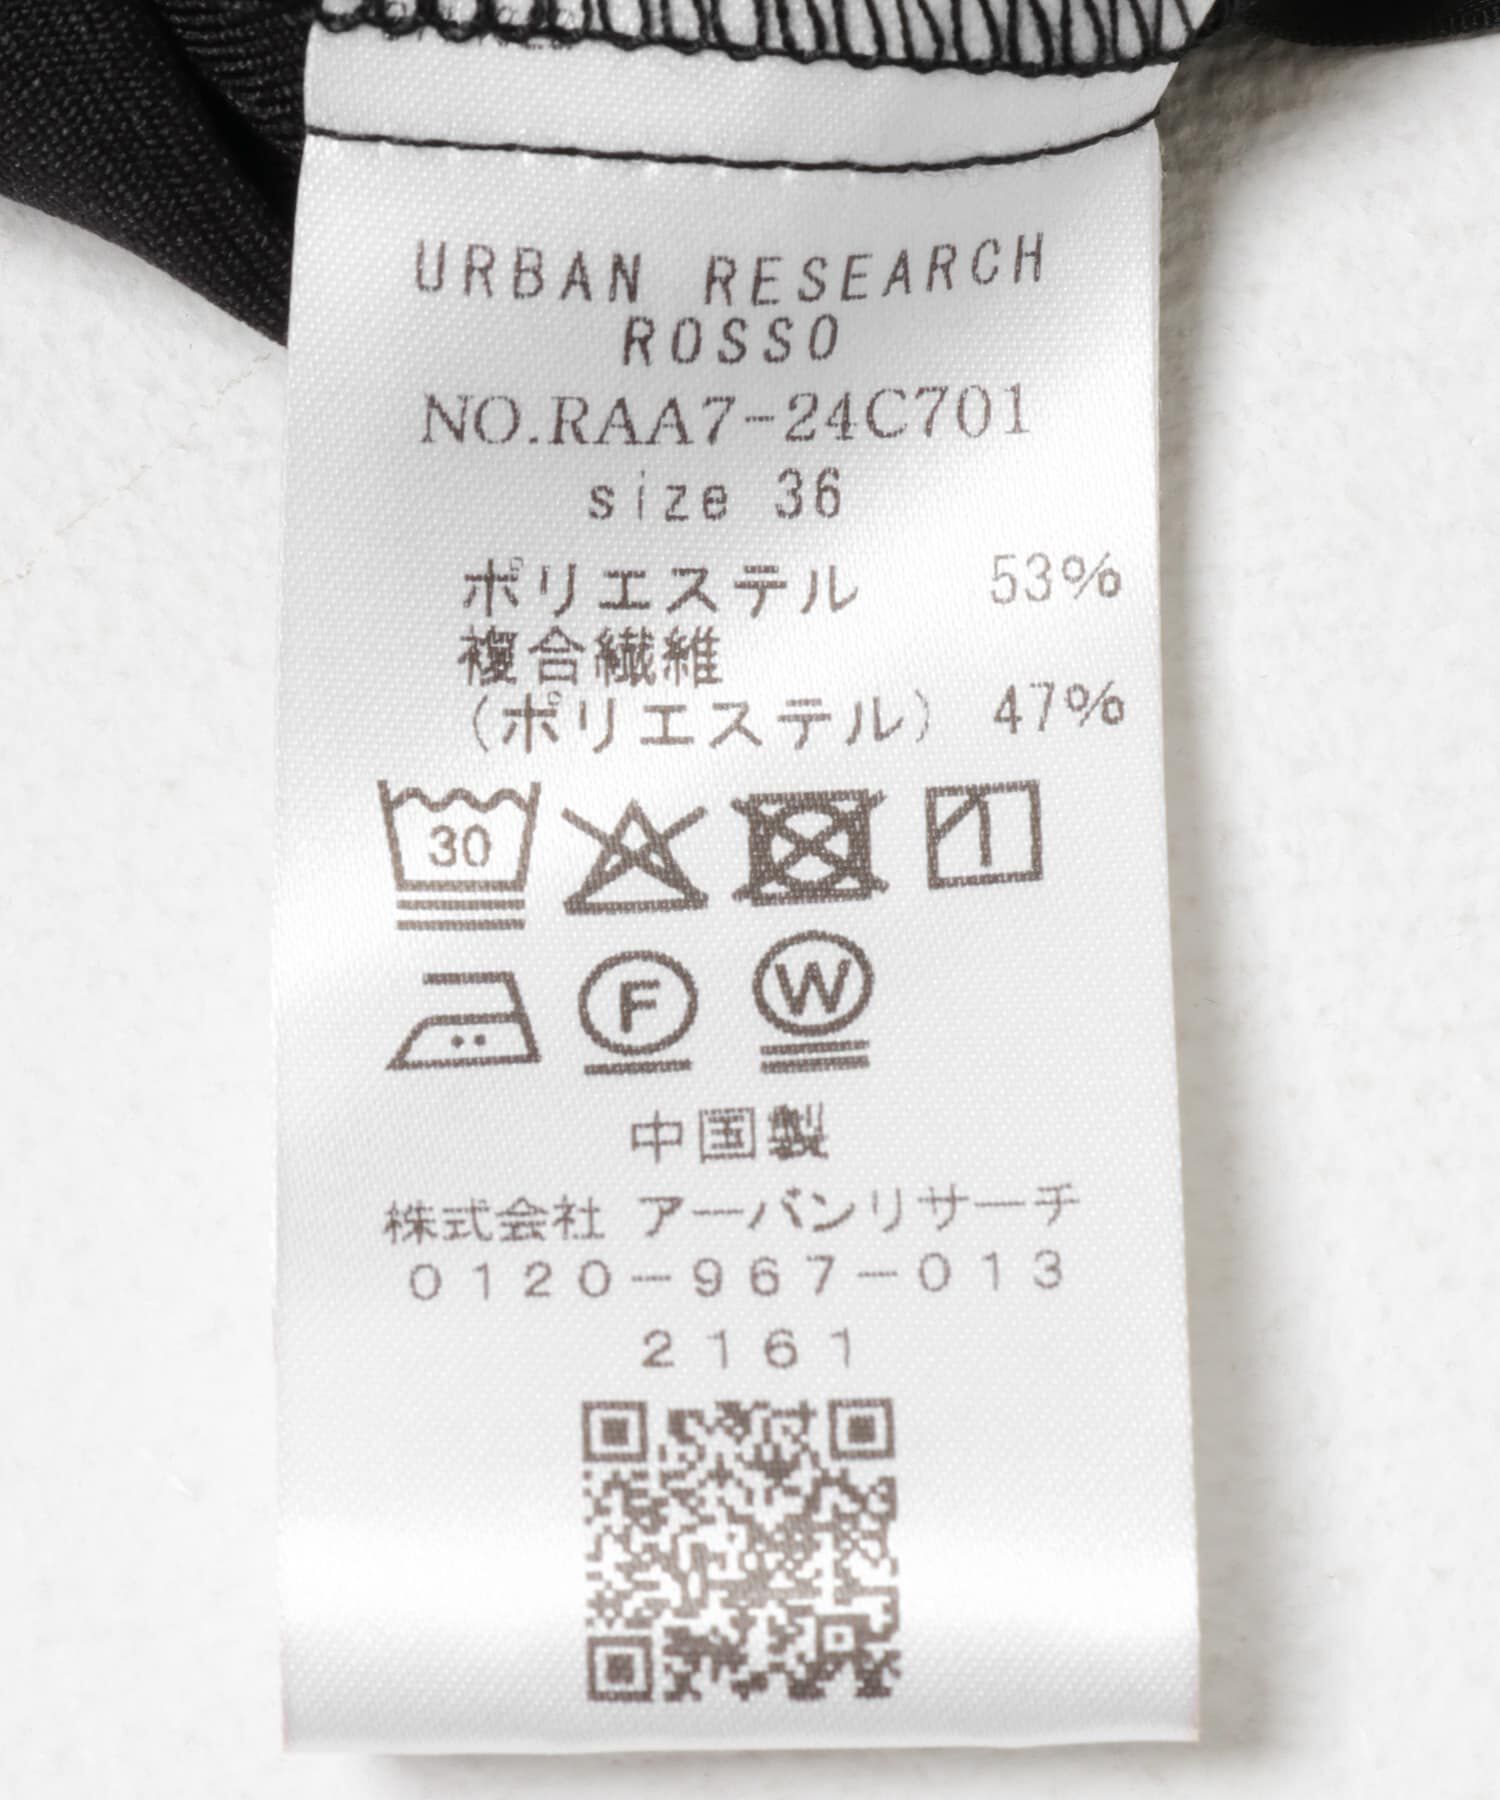 URBAN RESEARCH
ROSSO
NO.RAA7-24C701
size 36
ポリエステル 53%
複合繊維
(ポリエステル) 47%
30
F W
中国製
株式会社 アーバンリサーチ
0120-967-013
2161